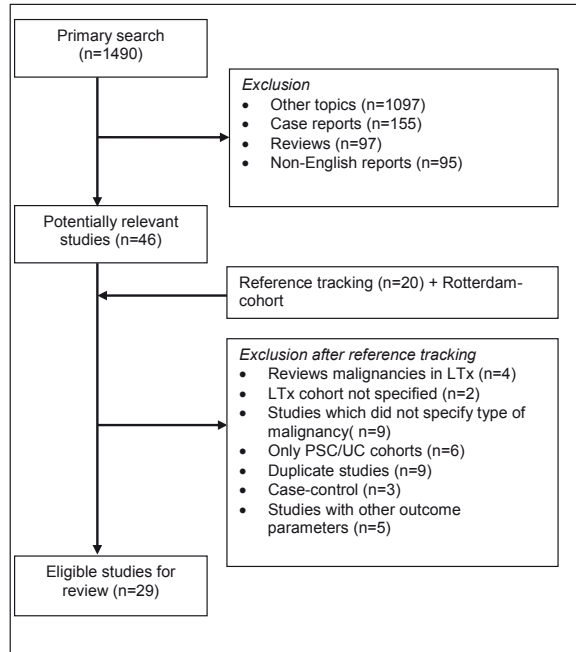 Primary search
(n=1490)
Exclusion
• Other topics (n=1097)
• Case reports (n=155)
• Reviews (n=97)
• Non-English reports (n=95)
Potentially relevant
studies (n=46)
Reference tracking (n=20) + Rotterdam-
cohort
Exclusion after reference tracking
• Reviews malignancies in LTx (n=4)
• LTx cohort not specified (n=2)
• Studies which did not specify type of
malignancy( n=9)
• Only PSC/UC cohorts (n=6)
• Duplicate studies (n=9)
• Case-control (n=3)
• Studies with other outcome
parameters (n=5)
Eligible studies for
review (n=29)